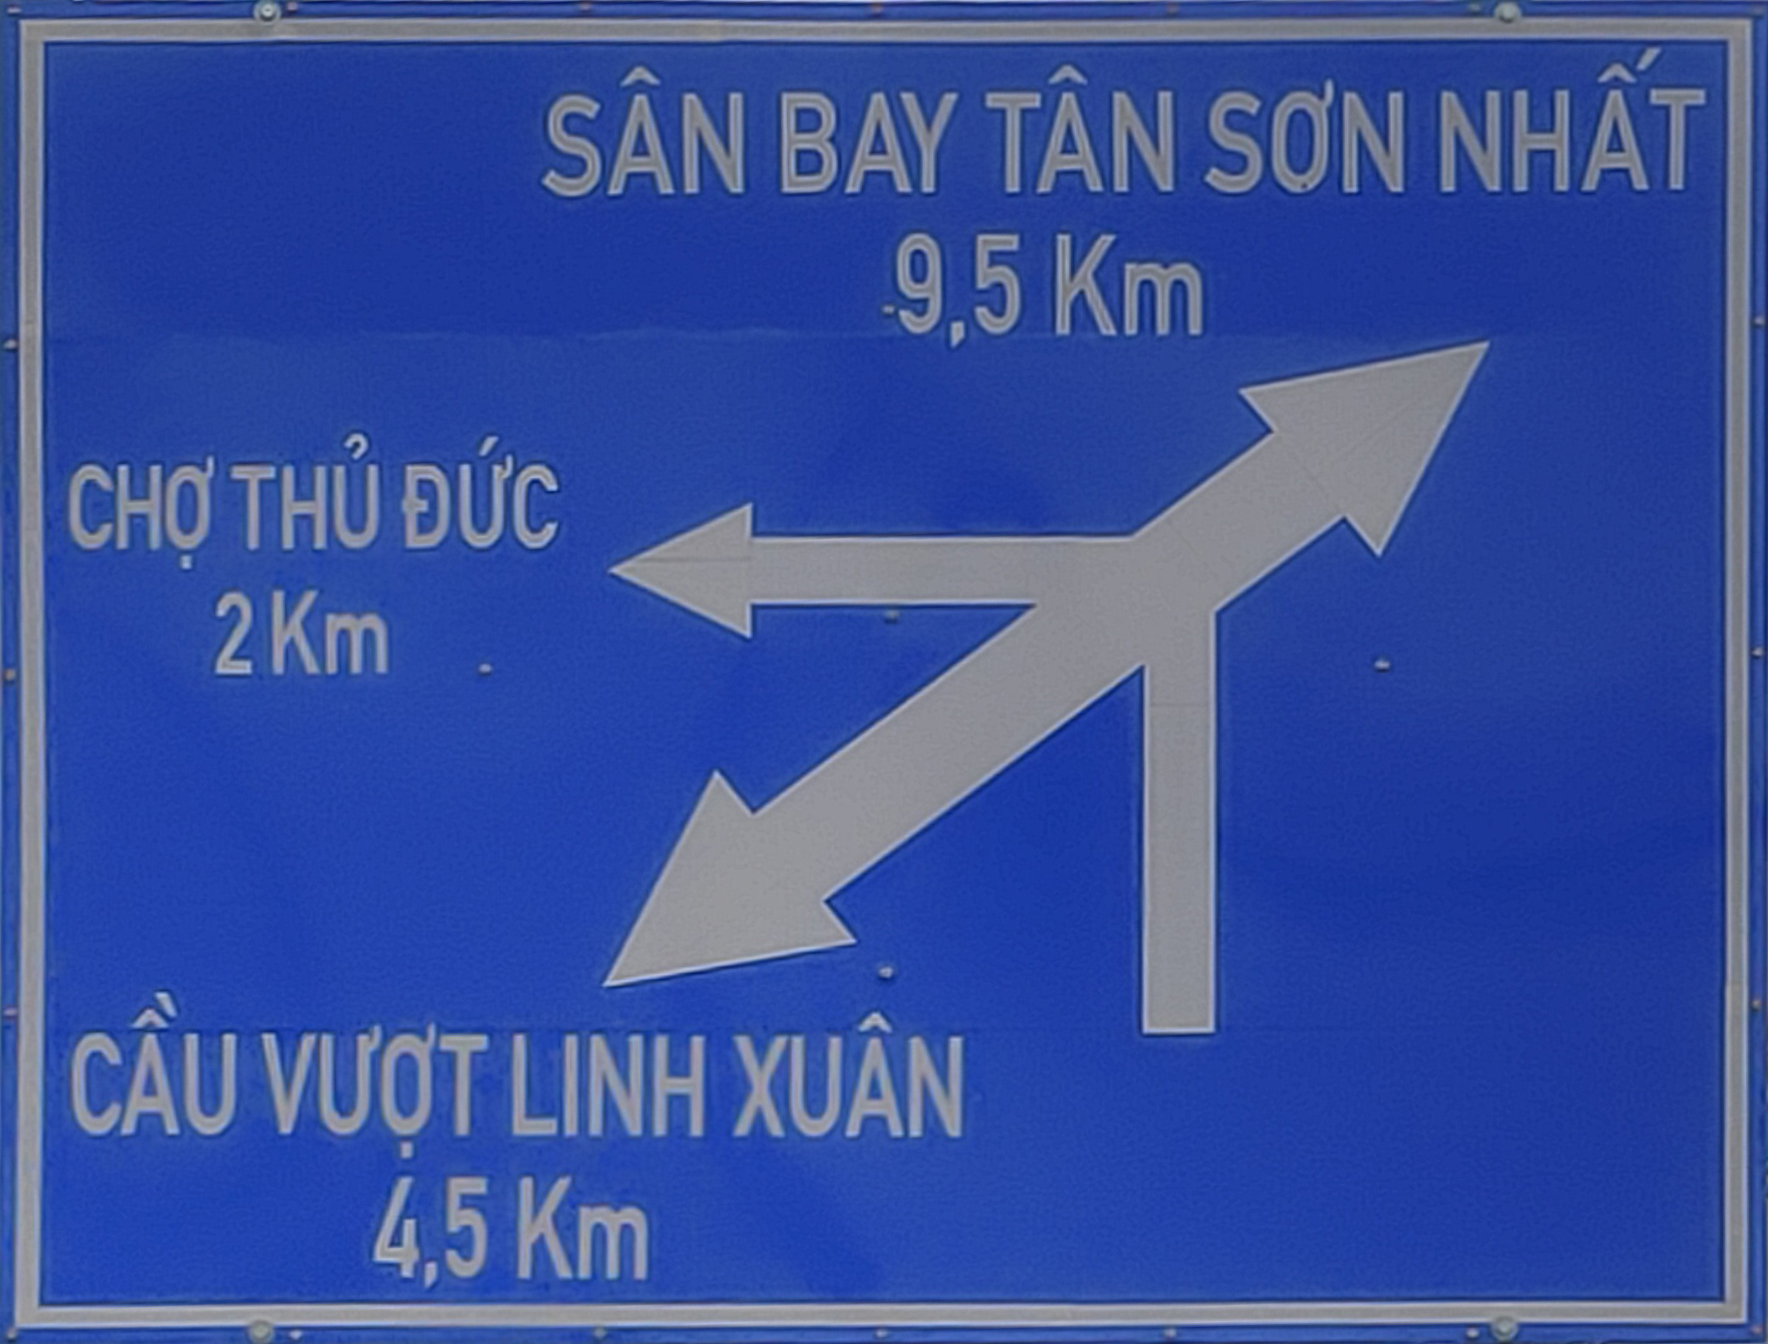 SÂN BAY TÂN SƠN NHẤT
9,5 Km
CHỢ THỦ ĐỨC
2 Km
CẦU VƯỢT LINH XUÂN
4,5 Km